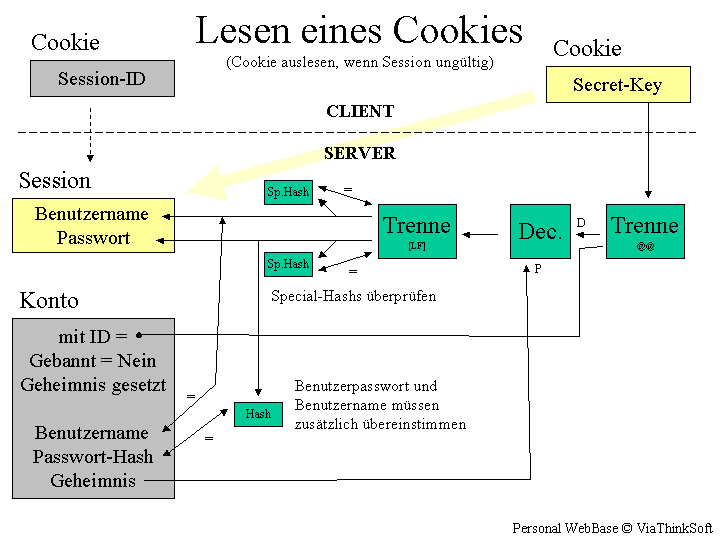 Lesen eines Cookies
(Cookie auslesen, wenn Session ungültig)
Cookie
Session-ID
Cookie
Secret-Key
CLIENT
SERVER
Session
Benutzername
Passwort
Sp.Hash
=
Trenne
[LF]
Dec.
D
Trenne
@@
Sp.Hash
=
P
Special-Hashs überprüfen
Konto
mit ID =
Gebannt = Nein
Geheimnis gesetzt
=
Benutzername
Passwort-Hash
Geheimnis
=
Hash
Benutzerpasswort und
Benutzername müssen
zusätzlich übereinstimmen
Personal WebBase © ViaThinkSoft